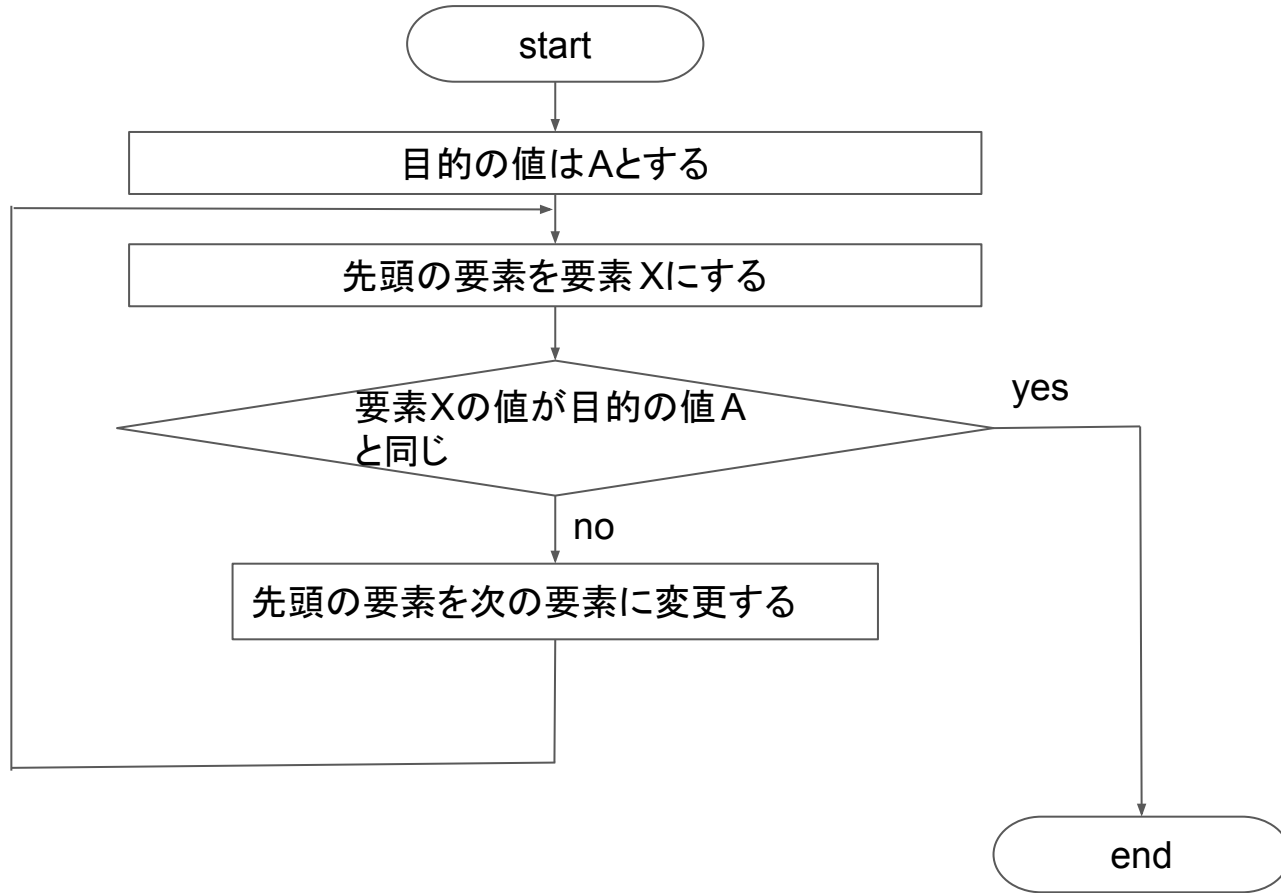 start
目的の値はAとする
先頭の要素を要素Xにする
要素Xの値が目的の値A
と同じ
yes
no
先頭の要素を次の要素に変更する
end